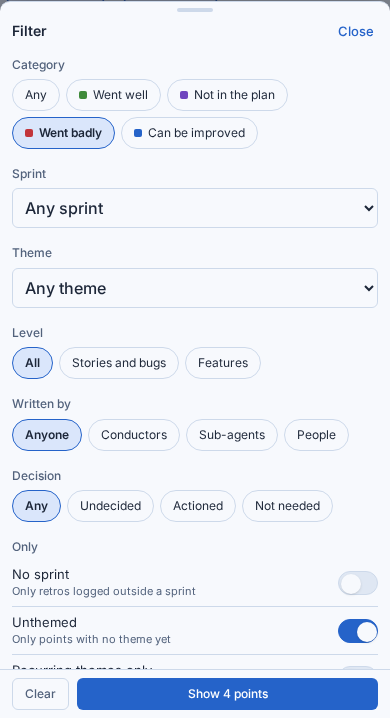 Filter
Close
Category
Any
Went well
Not in the plan
Went badly
Can be improved
Sprint
Any sprint
Theme
Any theme
Level
All
Stories and bugs
Features
Written by
Anyone
Conductors
Sub-agents
People
Decision
Any
Undecided
Actioned
Not needed
Only
No sprint
Only retros logged outside a sprint
Unthemed
Only points with no theme yet
Recurring themes only
Clear
Show 4 points